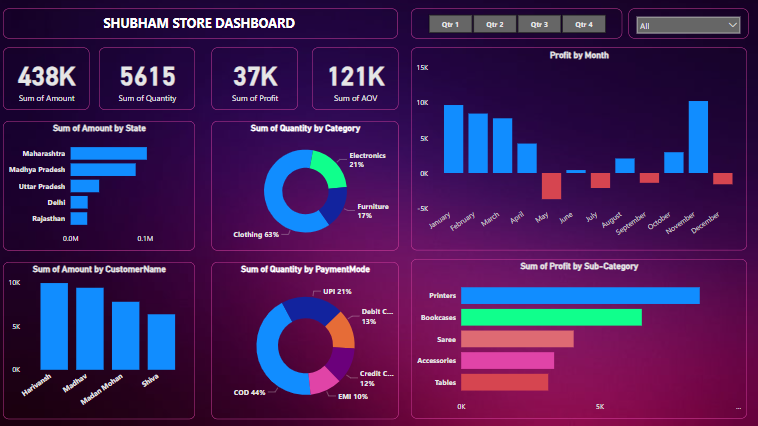 SHUBHAM STORE DASHBOARD
Qtr 1 Qtr 2 Qtr 3 Qtr 4
All
438K
Sum of Amount
5615
Sum of Quantity
37K
Sum of Profit
121K
Sum of AOV
Profit by Month
15K
10K
5K
0K
-5K
January
February
March
April
May
June
July
August
September
October
November
December
Sum of Amount by State
Maharashtra
Madhya Pradesh
Uttar Pradesh
Delhi
Rajasthan
0.0M 0.1M
Sum of Quantity by Category
Electronics
21%
Furniture
17%
Clothing 63%
Sum of Amount by CustomerName
10K
5K
0K
Harivansh
Madhav
Madan Mohan
Shiva
Sum of Quantity by PaymentMode
UPI 21%
Debit C...
13%
Credit C...
12%
EMI 10%
COD 44%
Sum of Profit by Sub-Category
Printers
Bookcases
Saree
Accessories
Tables
0K 5K
...